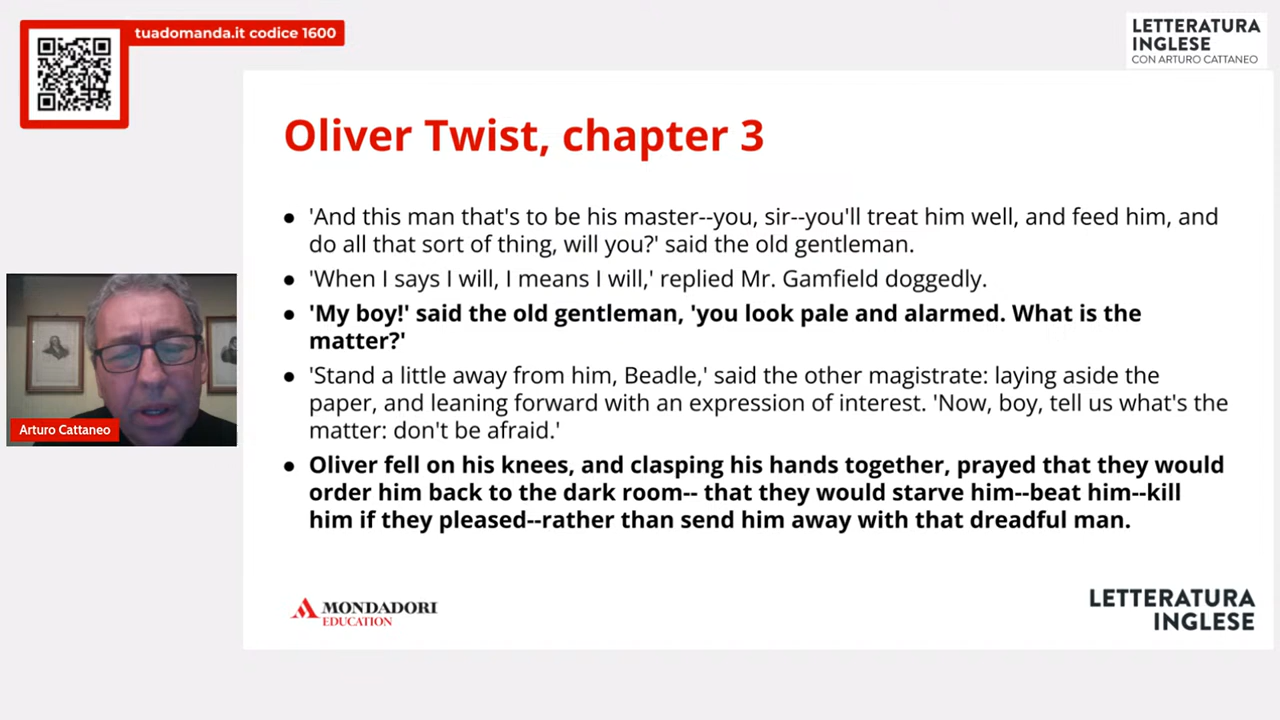 tuadomanda.it codice 1600
LETTERATURA
INGLESE
CON ARTURO CATTANEO
Oliver Twist, chapter 3
● 'And this man that's to be his master--you, sir--you'll treat him well, and feed him, and
do all that sort of thing, will you?' said the old gentleman.
● 'When I says I will, I means I will,' replied Mr. Gamfield doggedly.
● 'My boy!' said the old gentleman, 'you look pale and alarmed. What is the
matter?'
● 'Stand a little away from him, Beadle,' said the other magistrate: laying aside the
paper, and leaning forward with an expression of interest. 'Now, boy, tell us what's the
matter: don't be afraid.'
● Oliver fell on his knees, and clasping his hands together, prayed that they would
order him back to the dark room-- that they would starve him--beat him--kill
him if they pleased--rather than send him away with that dreadful man.
Arturo Cattaneo
MONDADORI
EDUCATION
LETTERATURA
INGLESE